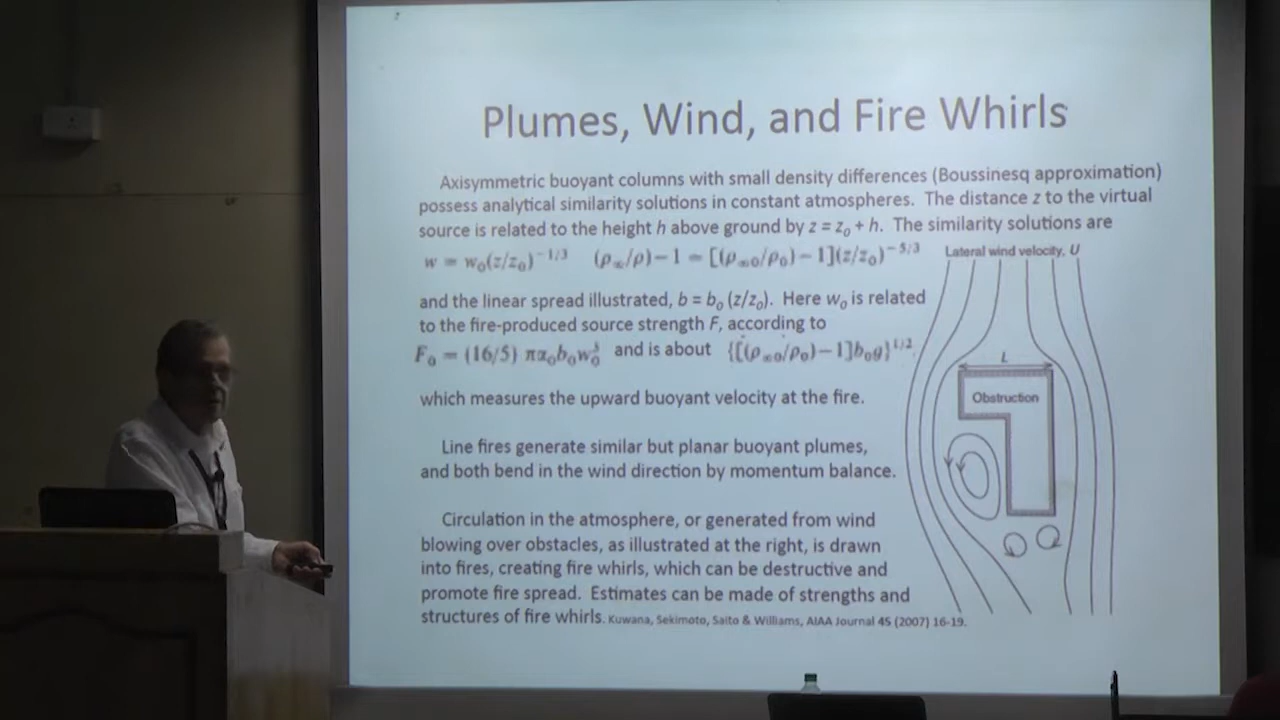 Plumes, Wind, and Fire Whirls
Axisymmetric buoyant columns with small density differences (Boussinesq approximation)
possess analytical similarity solutions in constant atmospheres. The distance z to the virtual
source is related to the height h above ground by z = z₀ + h. The similarity solutions are
w = w₀(z/z₀)^−1/3 (ρ∞/ρ)−1 = [(ρ∞0/ρ₀)−1](z/z₀)^−5/3
Lateral wind velocity, U
and the linear spread illustrated, b = b₀ (z/z₀). Here w₀ is related
to the fire-produced source strength F, according to
F₀ = (16/5) πα₀b₀w₀³ and is about {[(ρ∞0/ρ₀)−1]b₀g}^1/2,
L
Obstruction
which measures the upward buoyant velocity at the fire.
Line fires generate similar but planar buoyant plumes,
and both bend in the wind direction by momentum balance.
Circulation in the atmosphere, or generated from wind
blowing over obstacles, as illustrated at the right, is drawn
into fires, creating fire whirls, which can be destructive and
promote fire spread. Estimates can be made of strengths and
structures of fire whirls. Kuwana, Sekimoto, Saito & Williams, AIAA Journal 45 (2007) 16-19.